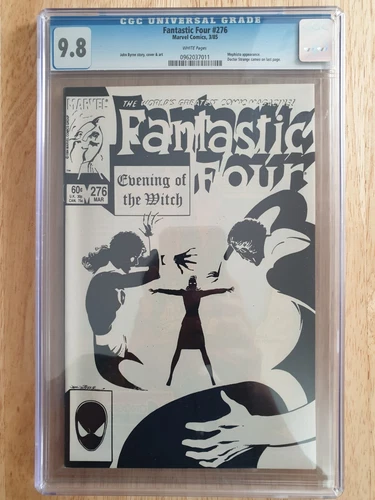 CGC UNIVERSAL GRADE
9.8
Fantastic Four #276
Marvel Comics, 3/85
WHITE Pages
John Byrne story, cover & art
Mephisto appearance.
Doctor Strange cameo on last page.
0962037011
MARVEL
THE WORLD'S GREATEST COMIC MAGAZINE!
Fantastic
Four
60¢
276
MAR
Evening of
the Witch